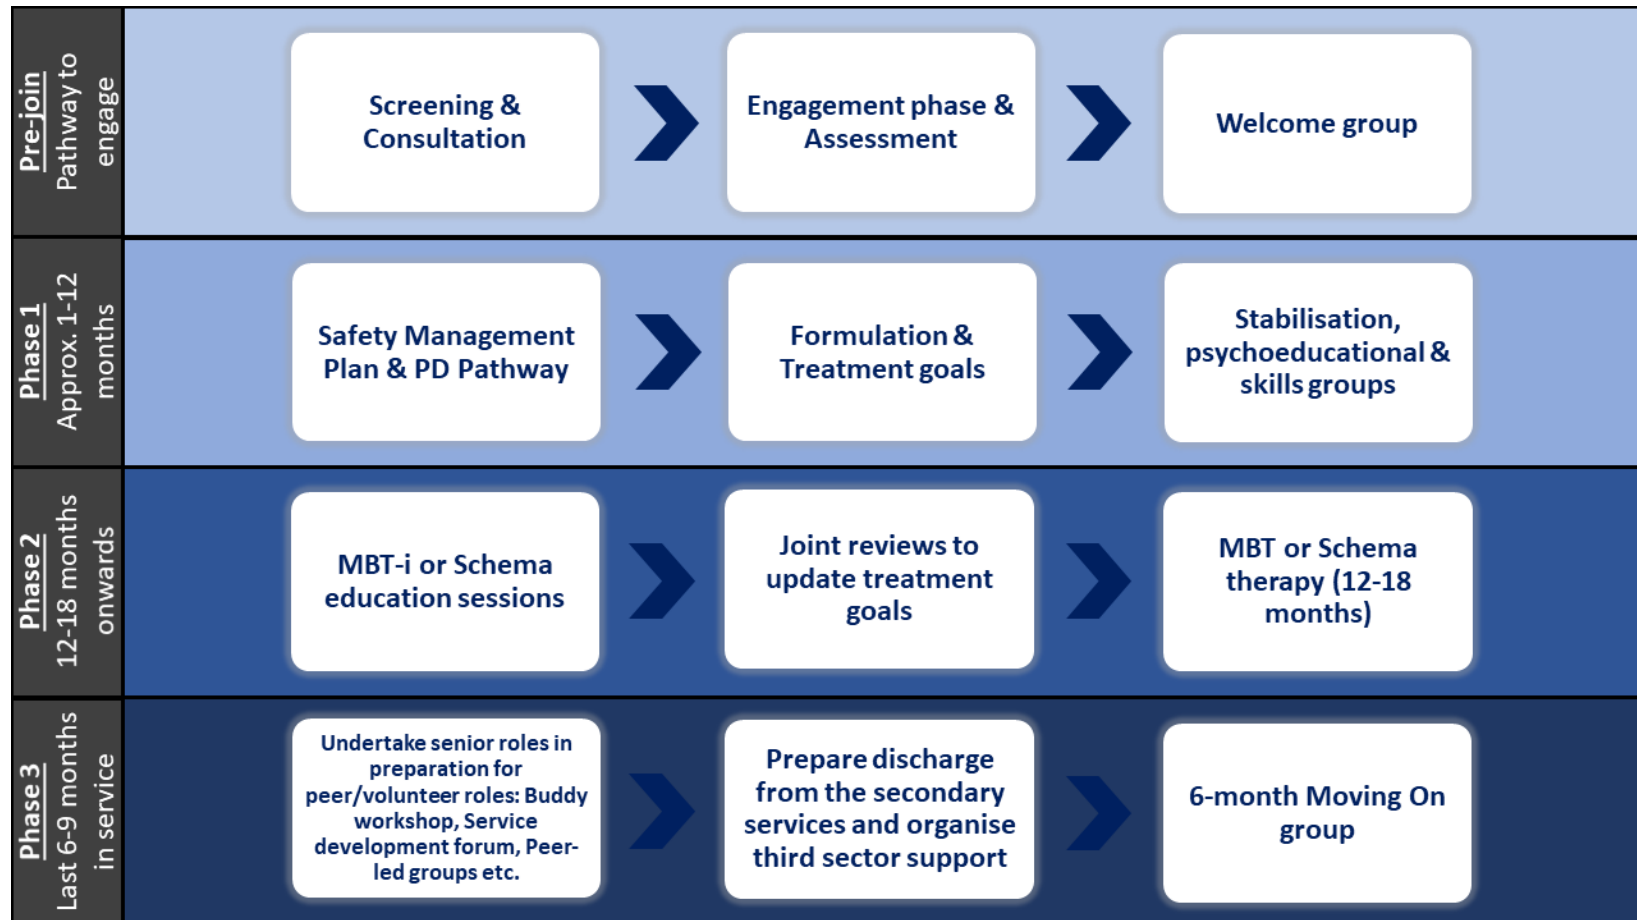 Pre-join
Pathway to
engage
Screening &
Consultation
Engagement phase &
Assessment
Welcome group
Phase 1
Approx. 1-12
months
Safety Management
Plan & PD Pathway
Formulation &
Treatment goals
Stabilisation,
psychoeducational &
skills groups
Phase 2
12-18 months
onwards
MBT-i or Schema
education sessions
Joint reviews to
update treatment
goals
MBT or Schema
therapy (12-18
months)
Phase 3
Last 6-9 months
in service
Undertake senior roles in
preparation for
peer/volunteer roles: Buddy
workshop, Service
development forum, Peer-
led groups etc.
Prepare discharge
from the secondary
services and organise
third sector support
6-month Moving On
group